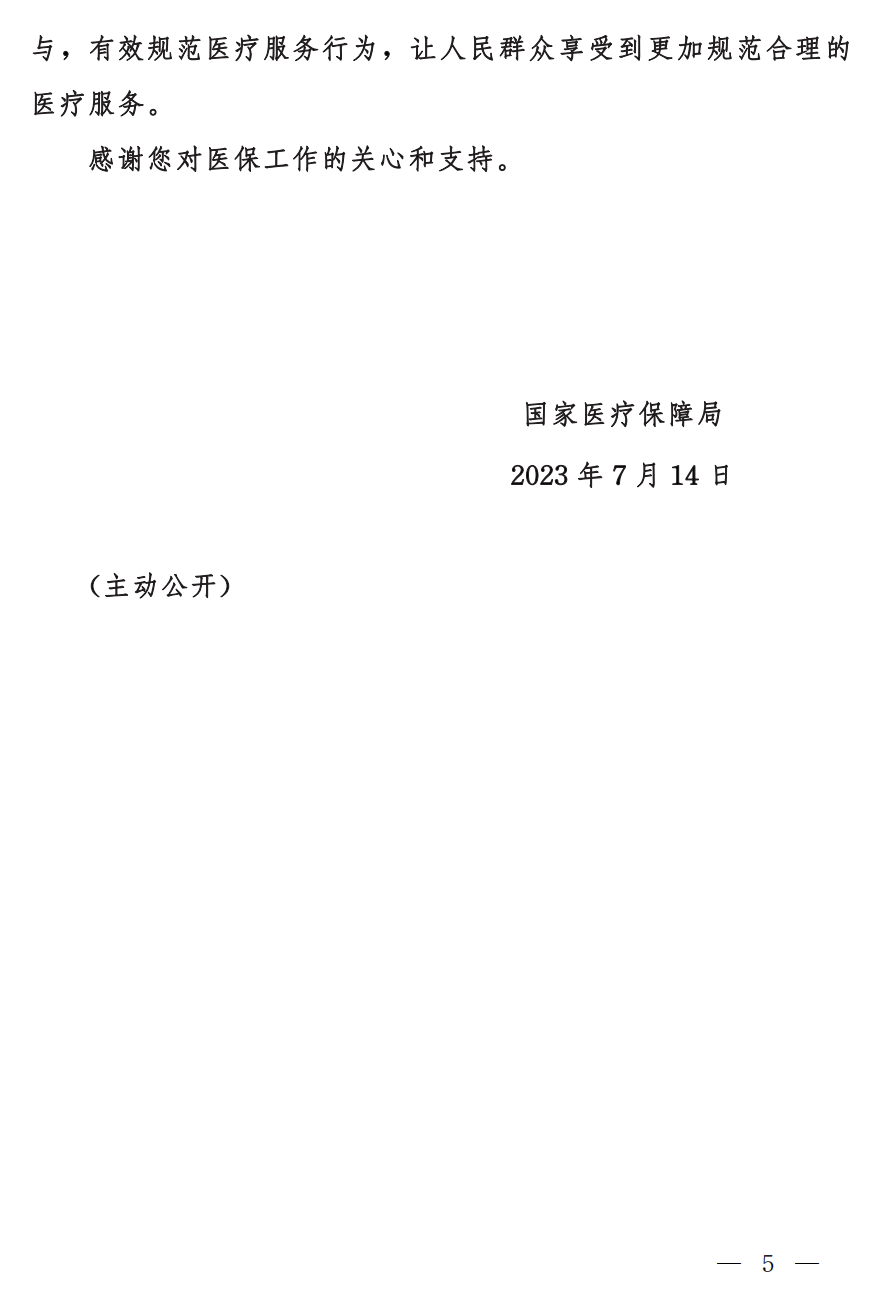 与，有效规范医疗服务行为，让人民群众享受到更加规范合理的
医疗服务。
感谢您对医保工作的关心和支持。
国家医疗保障局
2023 年 7 月 14 日
（主动公开）
— 5 —